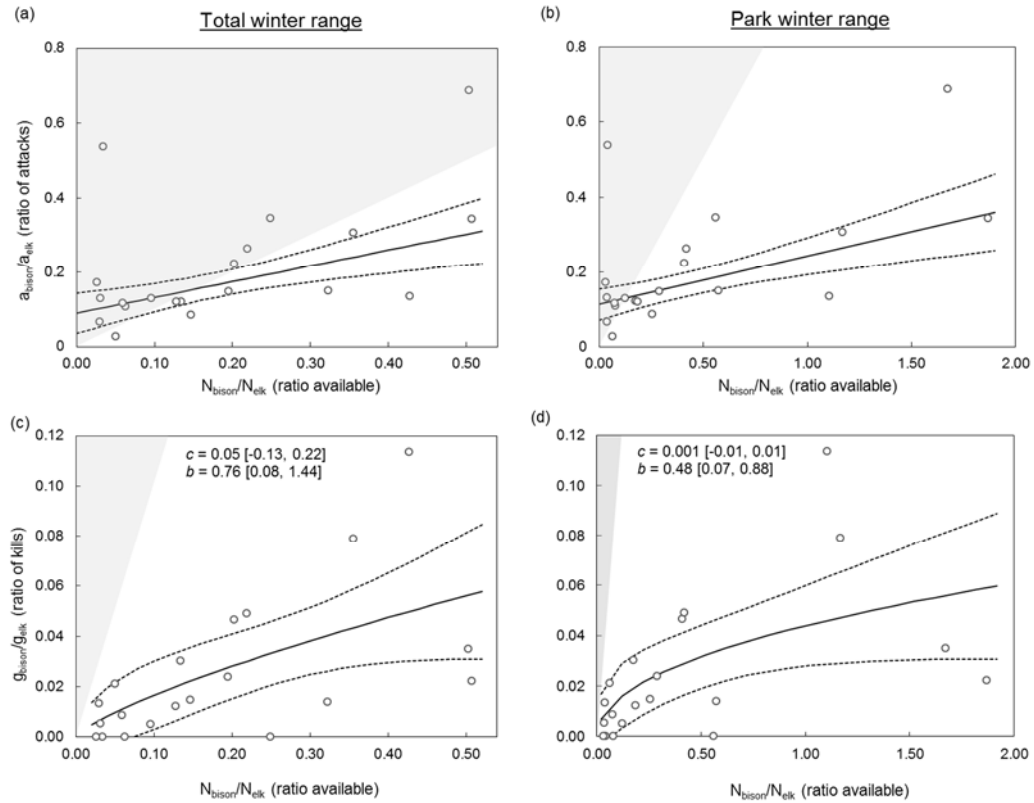 (a)
Total winter range
0.8
0.6
0.4
0.2
0
a_bison/a_elk (ratio of attacks)
0.00 0.10 0.20 0.30 0.40 0.50
N_bison/N_elk (ratio available)
(b)
Park winter range
0.8
0.6
0.4
0.2
0
0.00 0.50 1.00 1.50 2.00
N_bison/N_elk (ratio available)
(c)
0.12
0.10
0.08
0.06
0.04
0.02
0.00
g_bison/g_elk (ratio of kills)
c = 0.05 [-0.13, 0.22]
b = 0.76 [0.08, 1.44]
0.00 0.10 0.20 0.30 0.40 0.50
N_bison/N_elk (ratio available)
(d)
0.12
0.10
0.08
0.06
0.04
0.02
0.00
c = 0.001 [-0.01, 0.01]
b = 0.48 [0.07, 0.88]
0.00 0.50 1.00 1.50 2.00
N_bison/N_elk (ratio available)